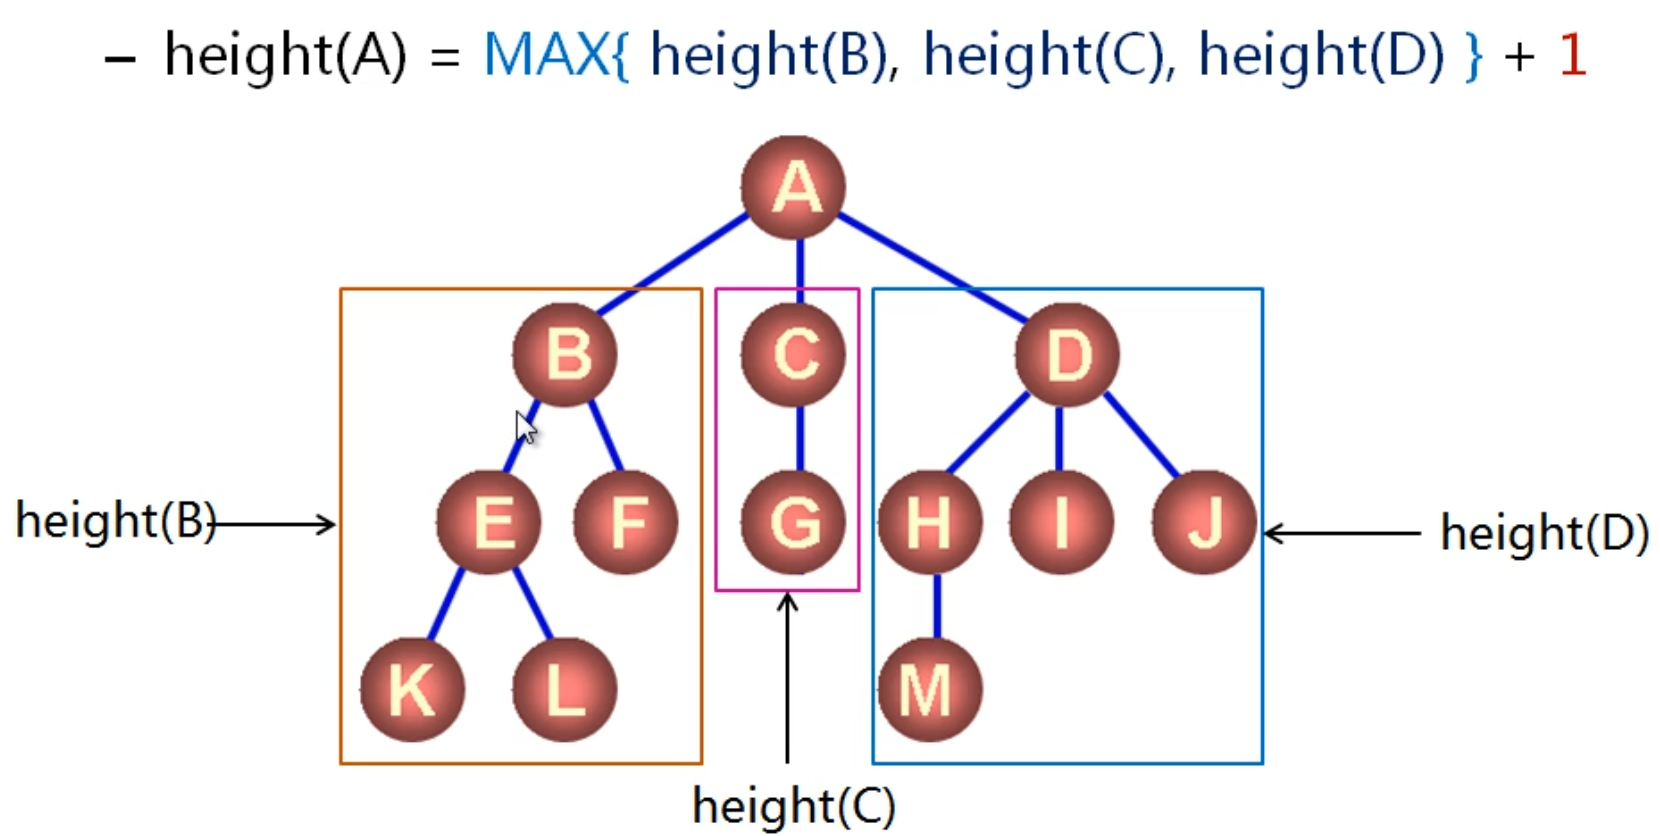 – height(A) = MAX{ height(B), height(C), height(D) } + 1
A
B C D
E F G H I J
height(B) height(D)
K L M
height(C)